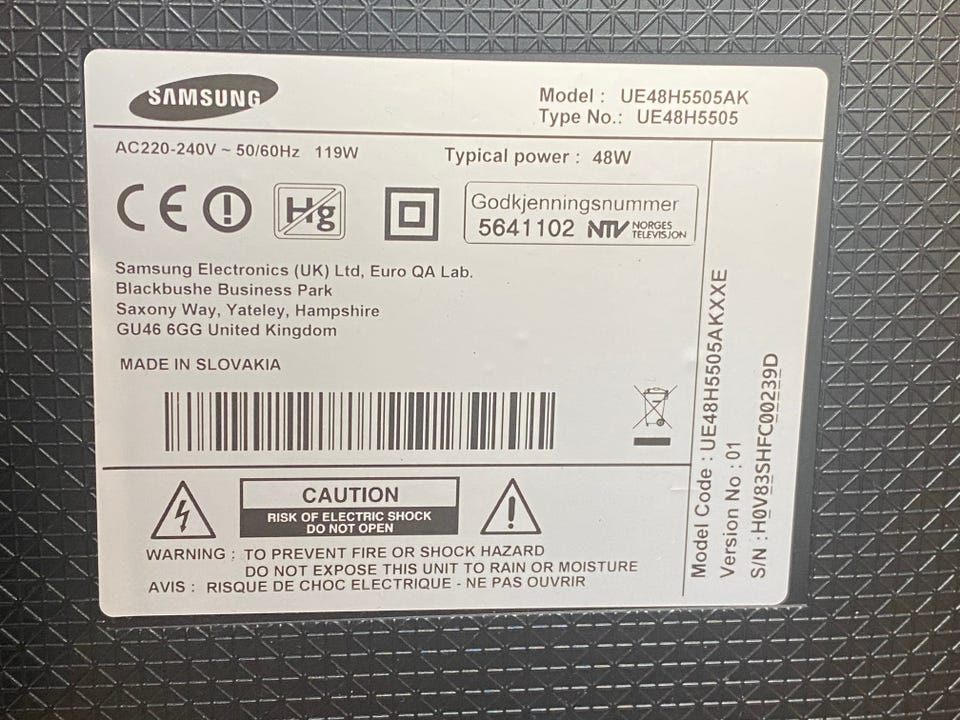 SAMSUNG
Model : UE48H5505AK
Type No.: UE48H5505
AC220-240V ~ 50/60Hz 119W
Typical power : 48W
CE
Hg
Godkjenningsnummer
5641102 NTV NORGES TELEVISJON
Samsung Electronics (UK) Ltd, Euro QA Lab.
Blackbushe Business Park
Saxony Way, Yateley, Hampshire
GU46 6GG United Kingdom
MADE IN SLOVAKIA
CAUTION
RISK OF ELECTRIC SHOCK
DO NOT OPEN
WARNING : TO PREVENT FIRE OR SHOCK HAZARD
DO NOT EXPOSE THIS UNIT TO RAIN OR MOISTURE
AVIS : RISQUE DE CHOC ELECTRIQUE - NE PAS OUVRIR
Model Code : UE48H5505AKXXE
Version No : 01
S/N : H0V83SHFC00239D